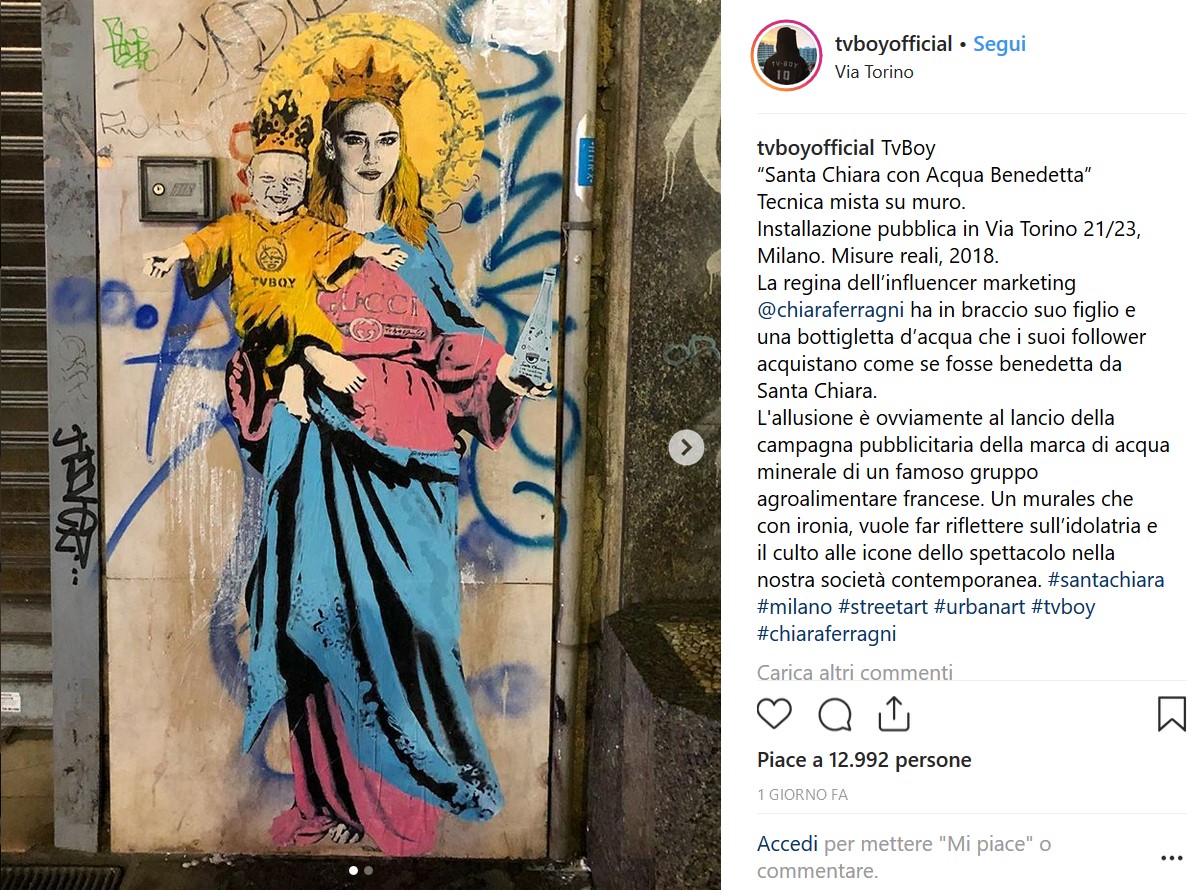 tvboyofficial • Segui
Via Torino
tvboyofficial TvBoy
“Santa Chiara con Acqua Benedetta”
Tecnica mista su muro.
Installazione pubblica in Via Torino 21/23,
Milano. Misure reali, 2018.
La regina dell’influencer marketing
@chiaraferragni ha in braccio suo figlio e
una bottigletta d’acqua che i suoi follower
acquistano come se fosse benedetta da
Santa Chiara.
L'allusione è ovviamente al lancio della
campagna pubblicitaria della marca di acqua
minerale di un famoso gruppo
agroalimentare francese. Un murales che
con ironia, vuole far riflettere sull’idolatria e
il culto alle icone dello spettacolo nella
nostra società contemporanea. #santachiara
#milano #streetart #urbanart #tvboy
#chiaraferragni
Carica altri commenti
Piace a 12.992 persone
1 GIORNO FA
Accedi per mettere "Mi piace" o
commentare.
TV-BOY
10
TVBOY
GUCCI